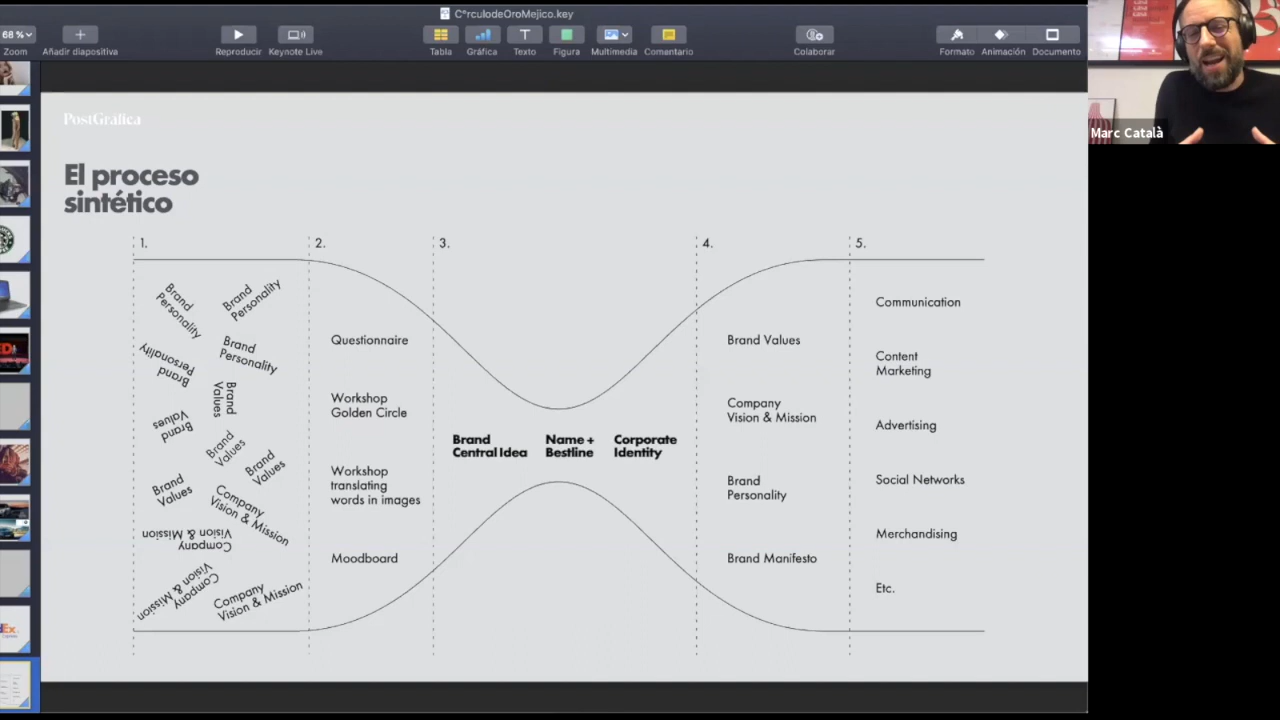 CºrculodeOroMejico.key
68 %
Zoom
Añadir diapositiva
Reproducir
Keynote Live
Tabla
Gráfica
Texto
Figura
Multimedia
Comentario
Colaborar
Formato
Animación
Documento
Marc Català
PostGráfica
El proceso
sintético
1.
2.
3.
4.
5.
Brand
Personality
Brand
Personality
Brand
Personality
Brand
Personality
Brand
Values
Brand
Values
Brand
Values
Brand
Values
Brand
Values
Company
Vision & Mission
Company
Vision & Mission
Company
Vision & Mission
Company
Vision & Mission
Questionnaire
Workshop
Golden Circle
Workshop
translating
words in images
Moodboard
Brand
Central Idea
Name +
Bestline
Corporate
Identity
Brand Values
Company
Vision & Mission
Brand
Personality
Brand Manifesto
Communication
Content
Marketing
Advertising
Social Networks
Merchandising
Etc.